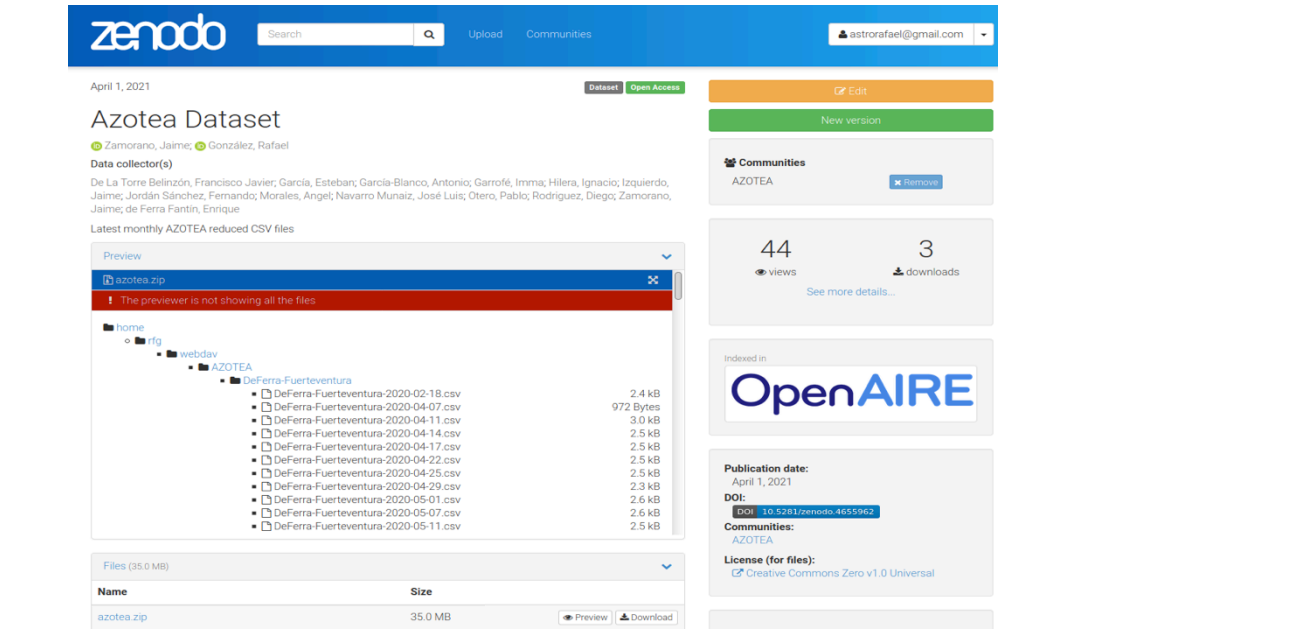 zenodo
Search
Upload
Communities
astrorafael@gmail.com
April 1, 2021
Dataset
Open Access
Azotea Dataset
Zamorano, Jaime; González, Rafael
Data collector(s)
De La Torre Belinzón, Francisco Javier; García, Esteban; García-Blanco, Antonio; Garrofé, Imma; Hilera, Ignacio; Izquierdo,
Jaime; Jordán Sánchez, Fernando; Morales, Angel; Navarro Munaiz, José Luis; Otero, Pablo; Rodriguez, Diego; Zamorano,
Jaime; de Ferra Fantín, Enrique
Latest monthly AZOTEA reduced CSV files
Preview
azotea.zip
The previewer is not showing all the files
home
rfg
webdav
AZOTEA
DeFerra-Fuerteventura
DeFerra-Fuerteventura-2020-02-18.csv 2.4 kB
DeFerra-Fuerteventura-2020-04-07.csv 972 Bytes
DeFerra-Fuerteventura-2020-04-11.csv 3.0 kB
DeFerra-Fuerteventura-2020-04-14.csv 2.5 kB
DeFerra-Fuerteventura-2020-04-17.csv 2.5 kB
DeFerra-Fuerteventura-2020-04-22.csv 2.5 kB
DeFerra-Fuerteventura-2020-04-25.csv 2.5 kB
DeFerra-Fuerteventura-2020-04-29.csv 2.3 kB
DeFerra-Fuerteventura-2020-05-01.csv 2.6 kB
DeFerra-Fuerteventura-2020-05-07.csv 2.6 kB
DeFerra-Fuerteventura-2020-05-11.csv 2.5 kB
Files (35.0 MB)
Name Size
azotea.zip 35.0 MB Preview Download
Edit
New version
Communities
AZOTEA Remove
44 3
views downloads
See more details...
Indexed in
OpenAIRE
Publication date:
April 1, 2021
DOI:
DOI 10.5281/zenodo.4655962
Communities:
AZOTEA
License (for files):
Creative Commons Zero v1.0 Universal